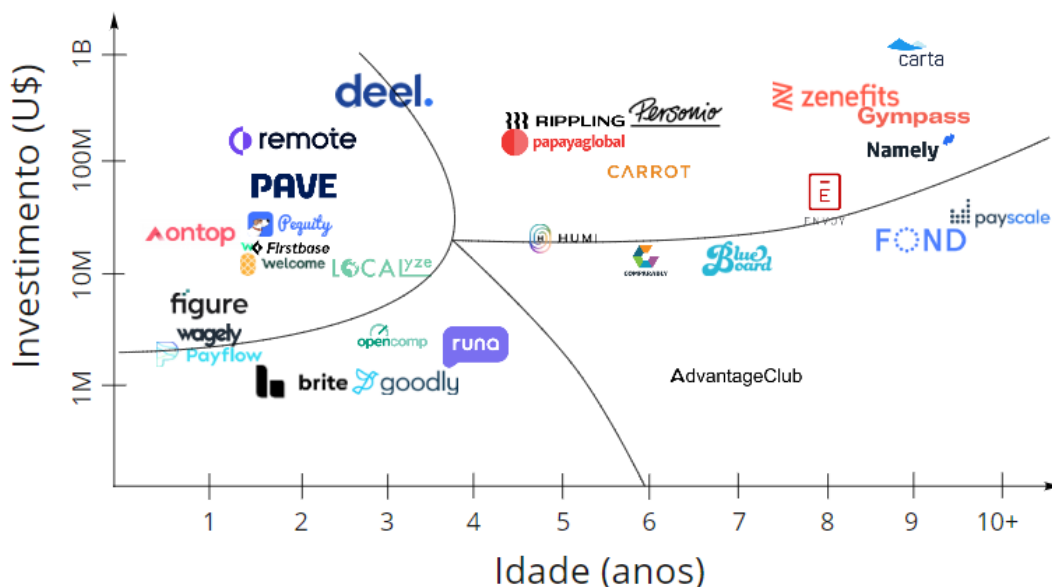 Investimento (U$)
1B
100M
10M
1M
carta
deel.
zenefits
Gympass
RIPPLING
Personio
remote
papayaglobal
Namely
CARROT
PAVE
E
ENVOY
Pequity
payscale
ontop
HUMI
FOND
Firstbase
welcome
LOCALyze
COMPARABLY
Blue
Board
figure
wagely
Payflow
opencomp
runa
brite
goodly
AdvantageClub
1
2
3
4
5
6
7
8
9
10+
Idade (anos)